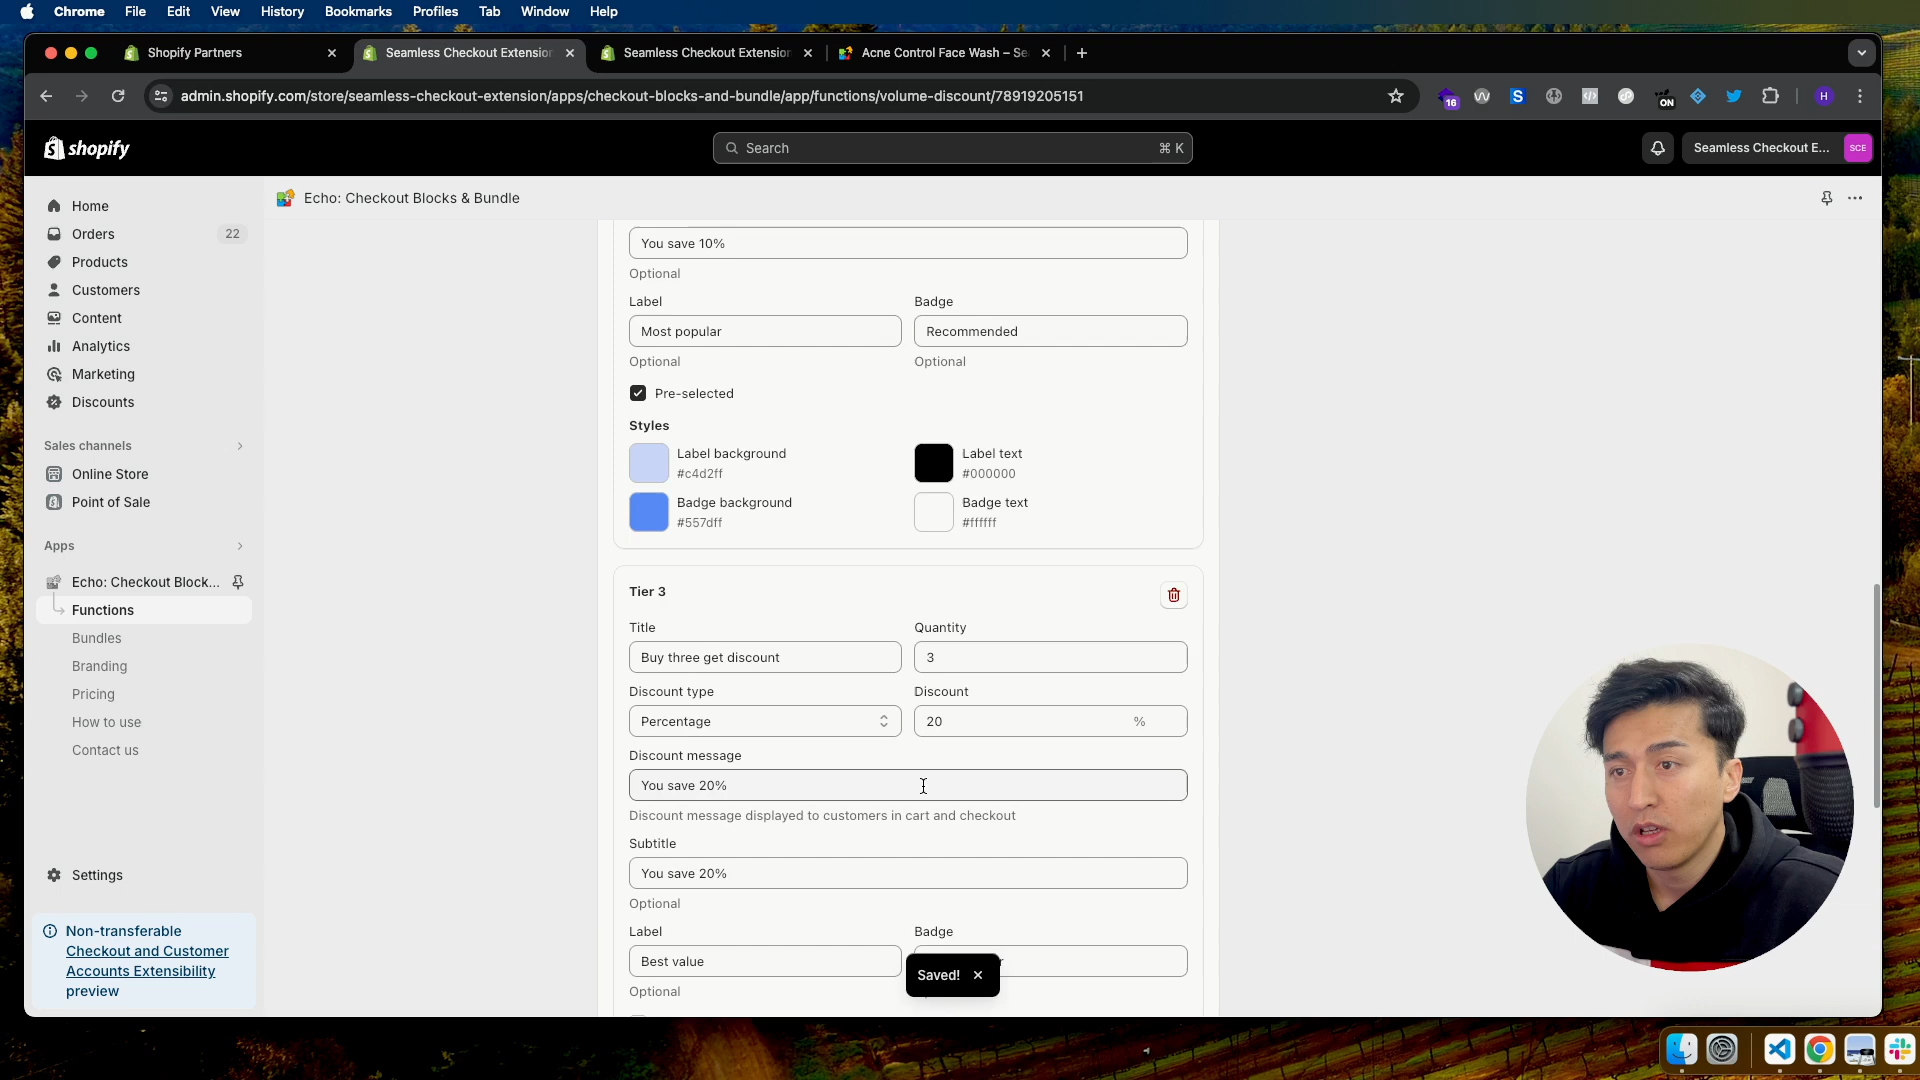 Chrome File Edit View History Bookmarks Profiles Tab Window Help
Shopify Partners
Seamless Checkout Extension
Seamless Checkout Extension
Acne Control Face Wash – Se
admin.shopify.com/store/seamless-checkout-extension/apps/checkout-blocks-and-bundle/app/functions/volume-discount/78919205151
16
S
ON
H
shopify
Search
⌘ K
Seamless Checkout E...
SCE
Home
Orders
22
Products
Customers
Content
Analytics
Marketing
Discounts
Sales channels
Online Store
Point of Sale
Apps
Echo: Checkout Block...
Functions
Bundles
Branding
Pricing
How to use
Contact us
Settings
Non-transferable
Checkout and Customer
Accounts Extensibility
preview
Echo: Checkout Blocks & Bundle
You save 10%
Optional
Label
Badge
Most popular
Recommended
Optional
Optional
Pre-selected
Styles
Label background
#c4d2ff
Label text
#000000
Badge background
#557dff
Badge text
#ffffff
Tier 3
Title
Quantity
Buy three get discount
3
Discount type
Discount
Percentage
20 %
Discount message
You save 20%
Discount message displayed to customers in cart and checkout
Subtitle
You save 20%
Optional
Label
Badge
Best value
Saved!
Optional